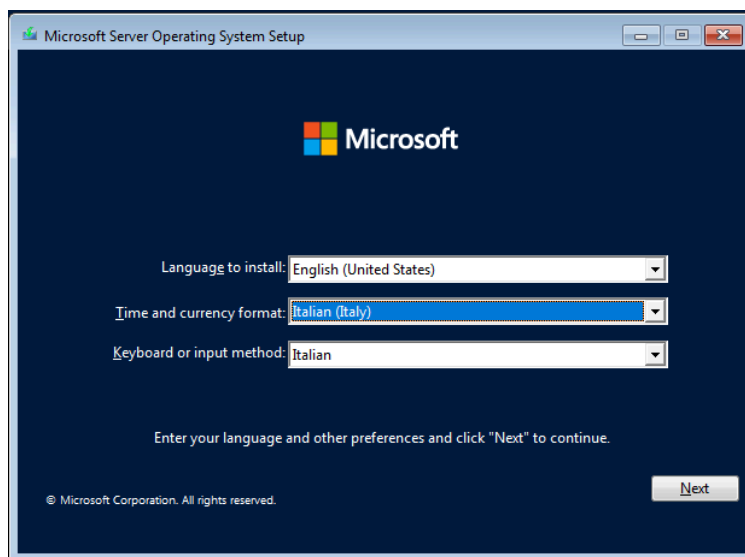 Microsoft Server Operating System Setup
Microsoft
Language to install: English (United States)
Time and currency format: Italian (Italy)
Keyboard or input method: Italian
Enter your language and other preferences and click "Next" to continue.
Next
© Microsoft Corporation. All rights reserved.